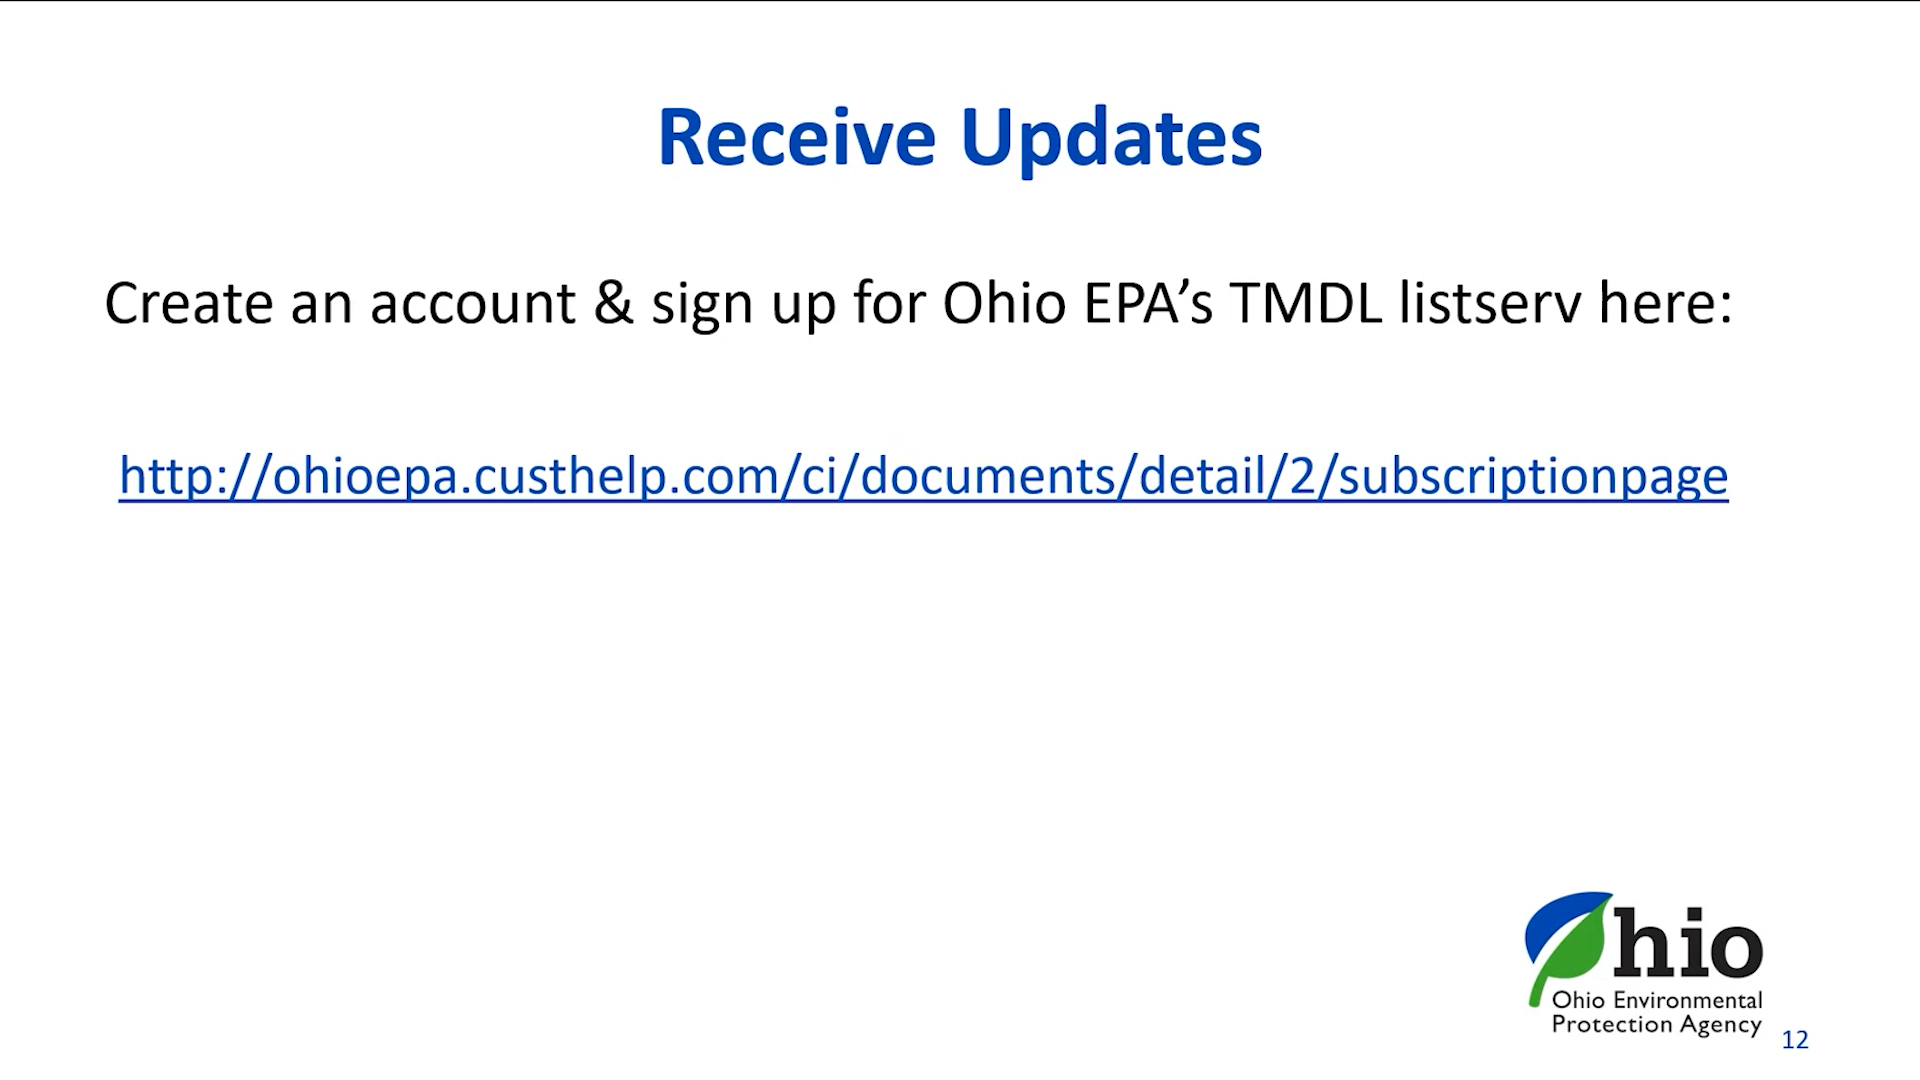 Receive Updates
Create an account & sign up for Ohio EPA’s TMDL listserv here:
http://ohioepa.custhelp.com/ci/documents/detail/2/subscriptionpage
Ohio
Ohio Environmental
Protection Agency
12